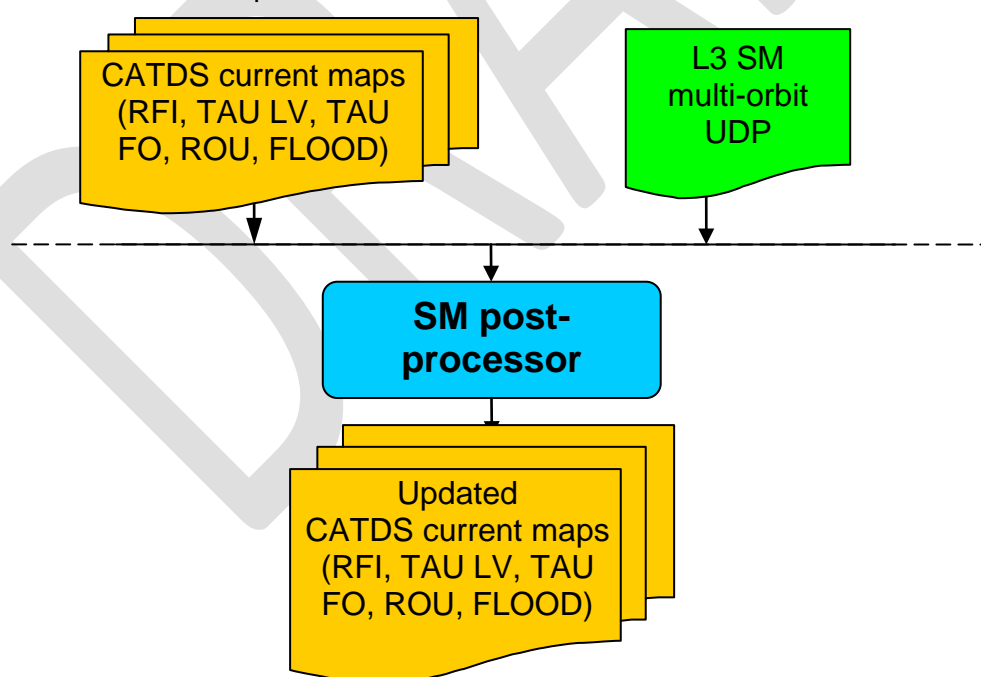 CATDS current maps
(RFI, TAU LV, TAU
FO, ROU, FLOOD)
L3 SM
multi-orbit
UDP
SM post-
processor
Updated
CATDS current maps
(RFI, TAU LV, TAU
FO, ROU, FLOOD)